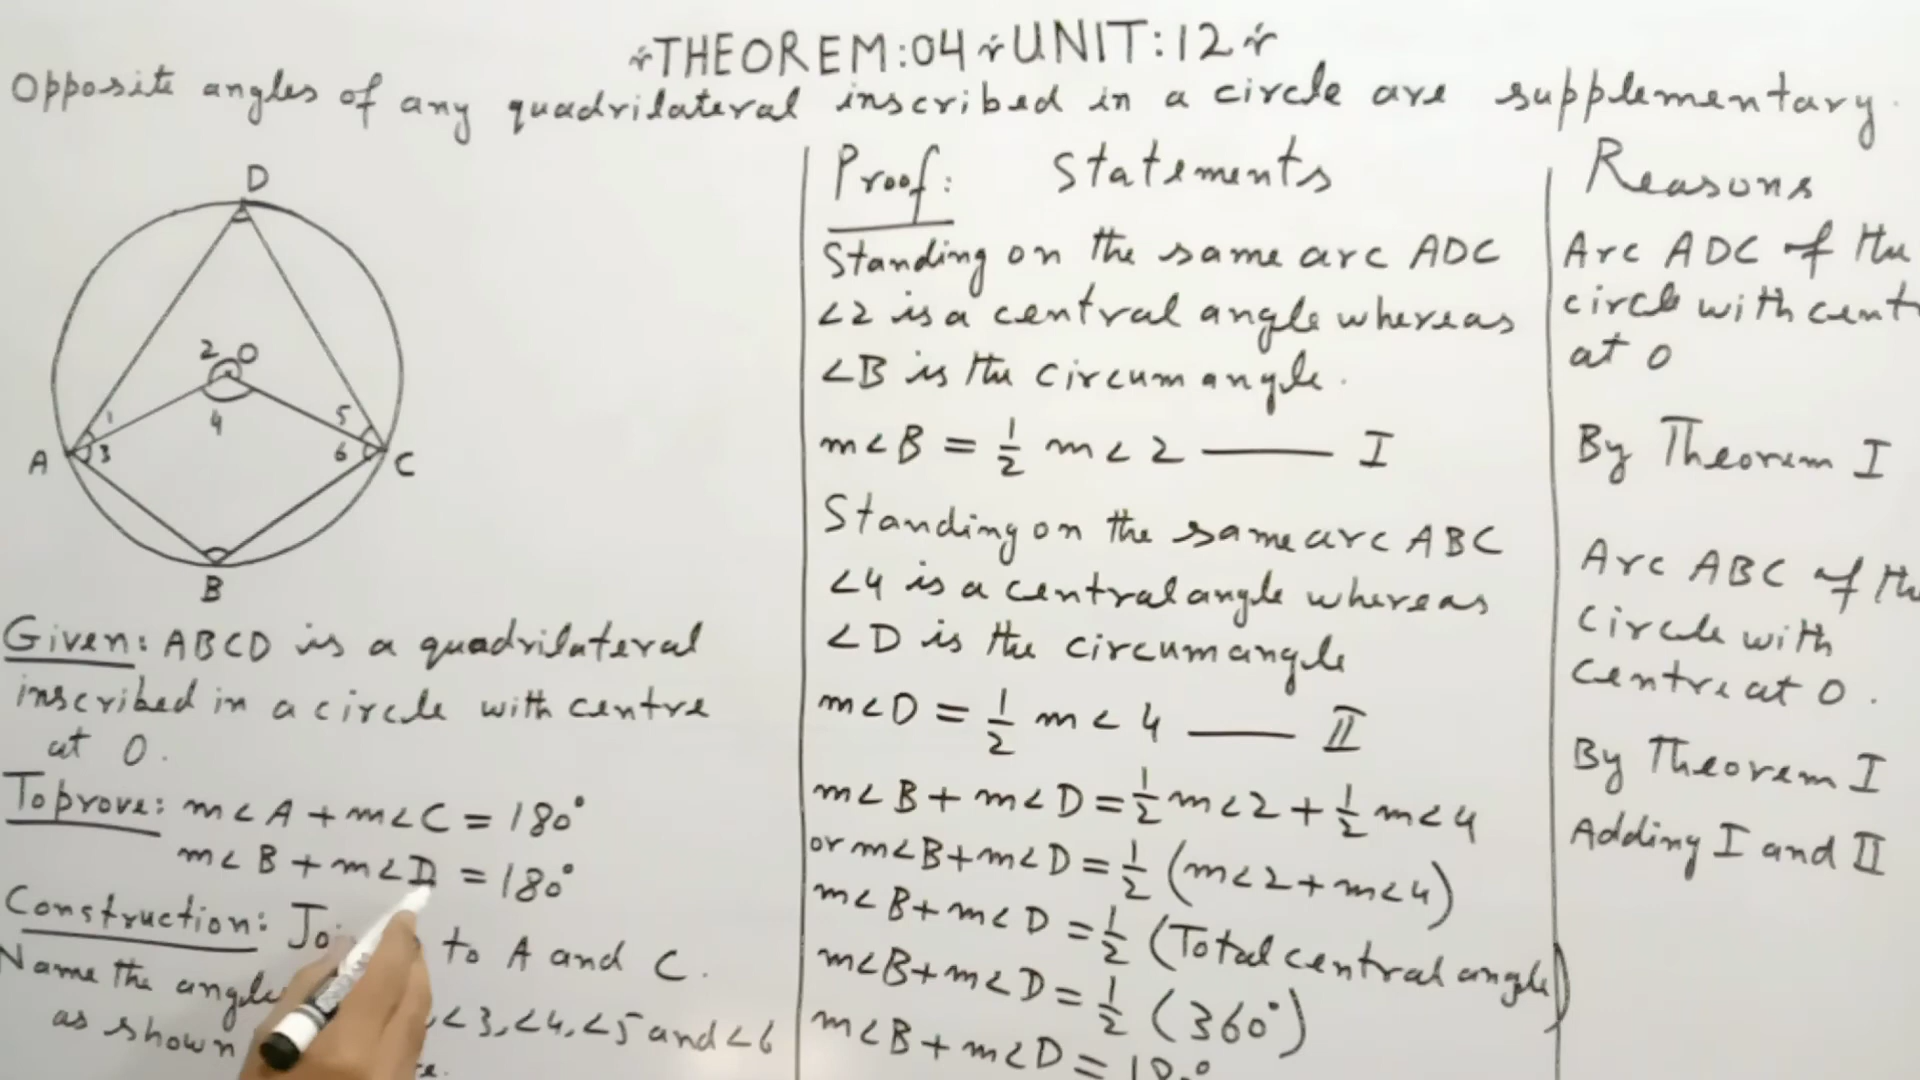 THEOREM:04 UNIT:12
Opposite angles of any quadrilateral inscribed in a circle are supplementary.
D
2 O
1
5
4
A
3
6
C
B
Given: ABCD is a quadrilateral
inscribed in a circle with centre
at O.
To prove: m∠A + m∠C = 180°
m∠B + m∠D = 180°
Construction: to A and C.
Name the
as shown ∠3, ∠4, ∠5 and ∠6
Proof: Statements
Standing on the same arc ADC
∠2 is a central angle whereas
∠B is the circum angle.
m∠B = 1/2 m∠2 —— I
Standing on the same arc ABC
∠4 is a central angle whereas
∠D is the circumangle
m∠D = 1/2 m∠4 —— II
m∠B + m∠D = 1/2 m∠2 + 1/2 m∠4
or m∠B + m∠D = 1/2 (m∠2 + m∠4)
m∠B + m∠D = 1/2 (Total central angle)
m∠B + m∠D = 1/2 (360°)
m∠B + m∠D =
Reasons
Arc ADC of the
circle with
at O
By Theorem I
Arc ABC of
Circle with
Centre at O.
By Theorem I
Adding I and II